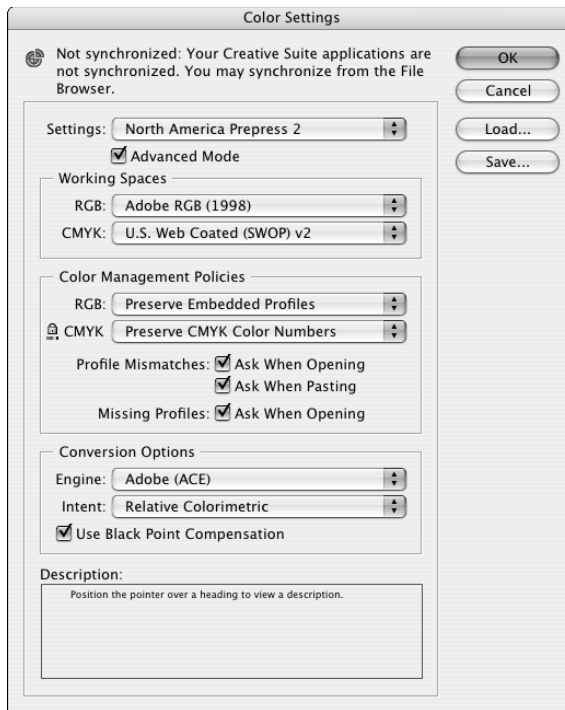 Color Settings
Not synchronized: Your Creative Suite applications are
not synchronized. You may synchronize from the File
Browser.
OK
Cancel
Load...
Save...
Settings: North America Prepress 2
Advanced Mode
Working Spaces
RGB: Adobe RGB (1998)
CMYK: U.S. Web Coated (SWOP) v2
Color Management Policies
RGB: Preserve Embedded Profiles
CMYK Preserve CMYK Color Numbers
Profile Mismatches: Ask When Opening
Ask When Pasting
Missing Profiles: Ask When Opening
Conversion Options
Engine: Adobe (ACE)
Intent: Relative Colorimetric
Use Black Point Compensation
Description:
Position the pointer over a heading to view a description.